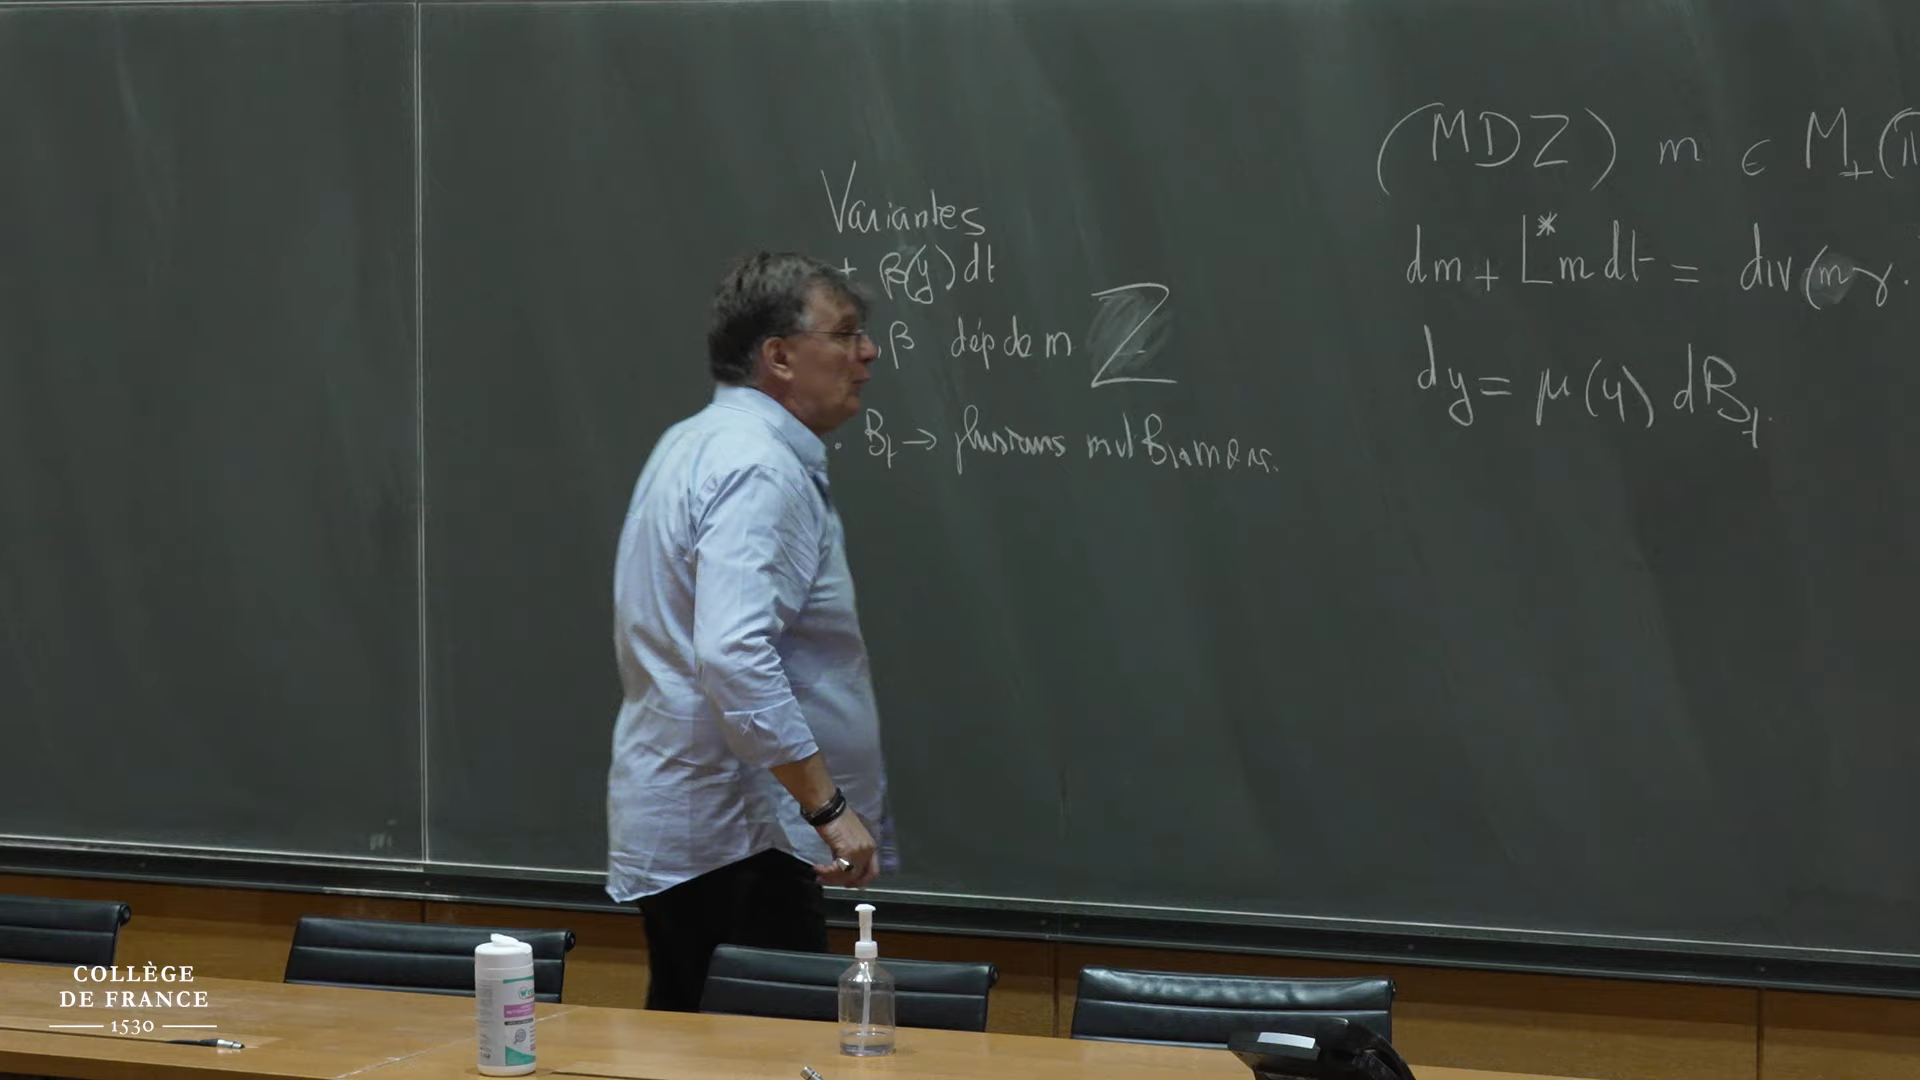 Variantes
+ β(y) dt
, β dép de m Z
. B_t → plusieurs mvt Browniens.
(MDZ) m ∈ M_+(π
dm + L*m dt = div(m γ.
dy = μ(y) dB_t.
COLLÈGE
DE FRANCE
1530